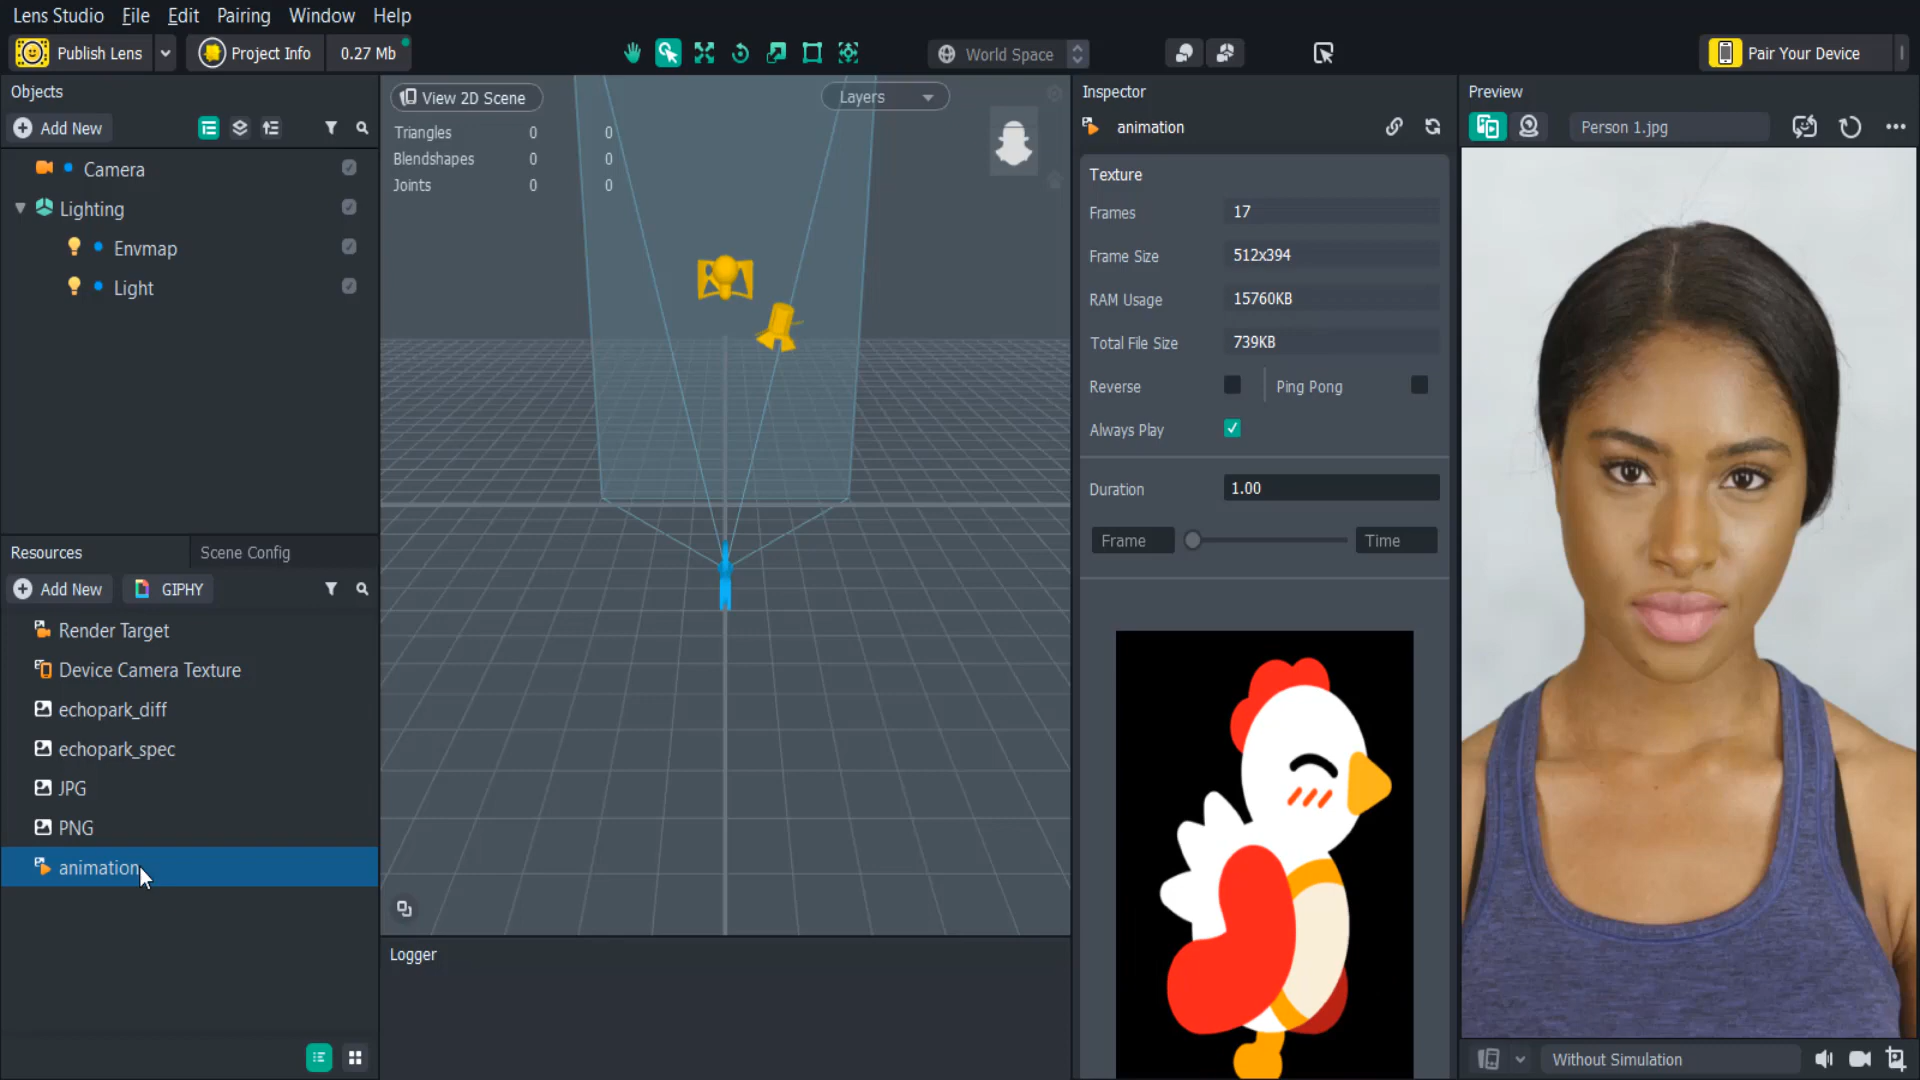 Lens Studio File Edit Pairing Window Help
Publish Lens Project Info 0.27 Mb World Space Pair Your Device
Objects
Add New
Camera
Lighting
Envmap
Light
Resources Scene Config
Add New GIPHY
Render Target
Device Camera Texture
echopark_diff
echopark_spec
JPG
PNG
animation
View 2D Scene Layers
Triangles 0 0
Blendshapes 0 0
Joints 0 0
Logger
Inspector
animation
Texture
Frames 17
Frame Size 512x394
RAM Usage 15760KB
Total File Size 739KB
Reverse Ping Pong
Always Play
Duration 1.00
Frame Time
Preview
Person 1.jpg
Without Simulation